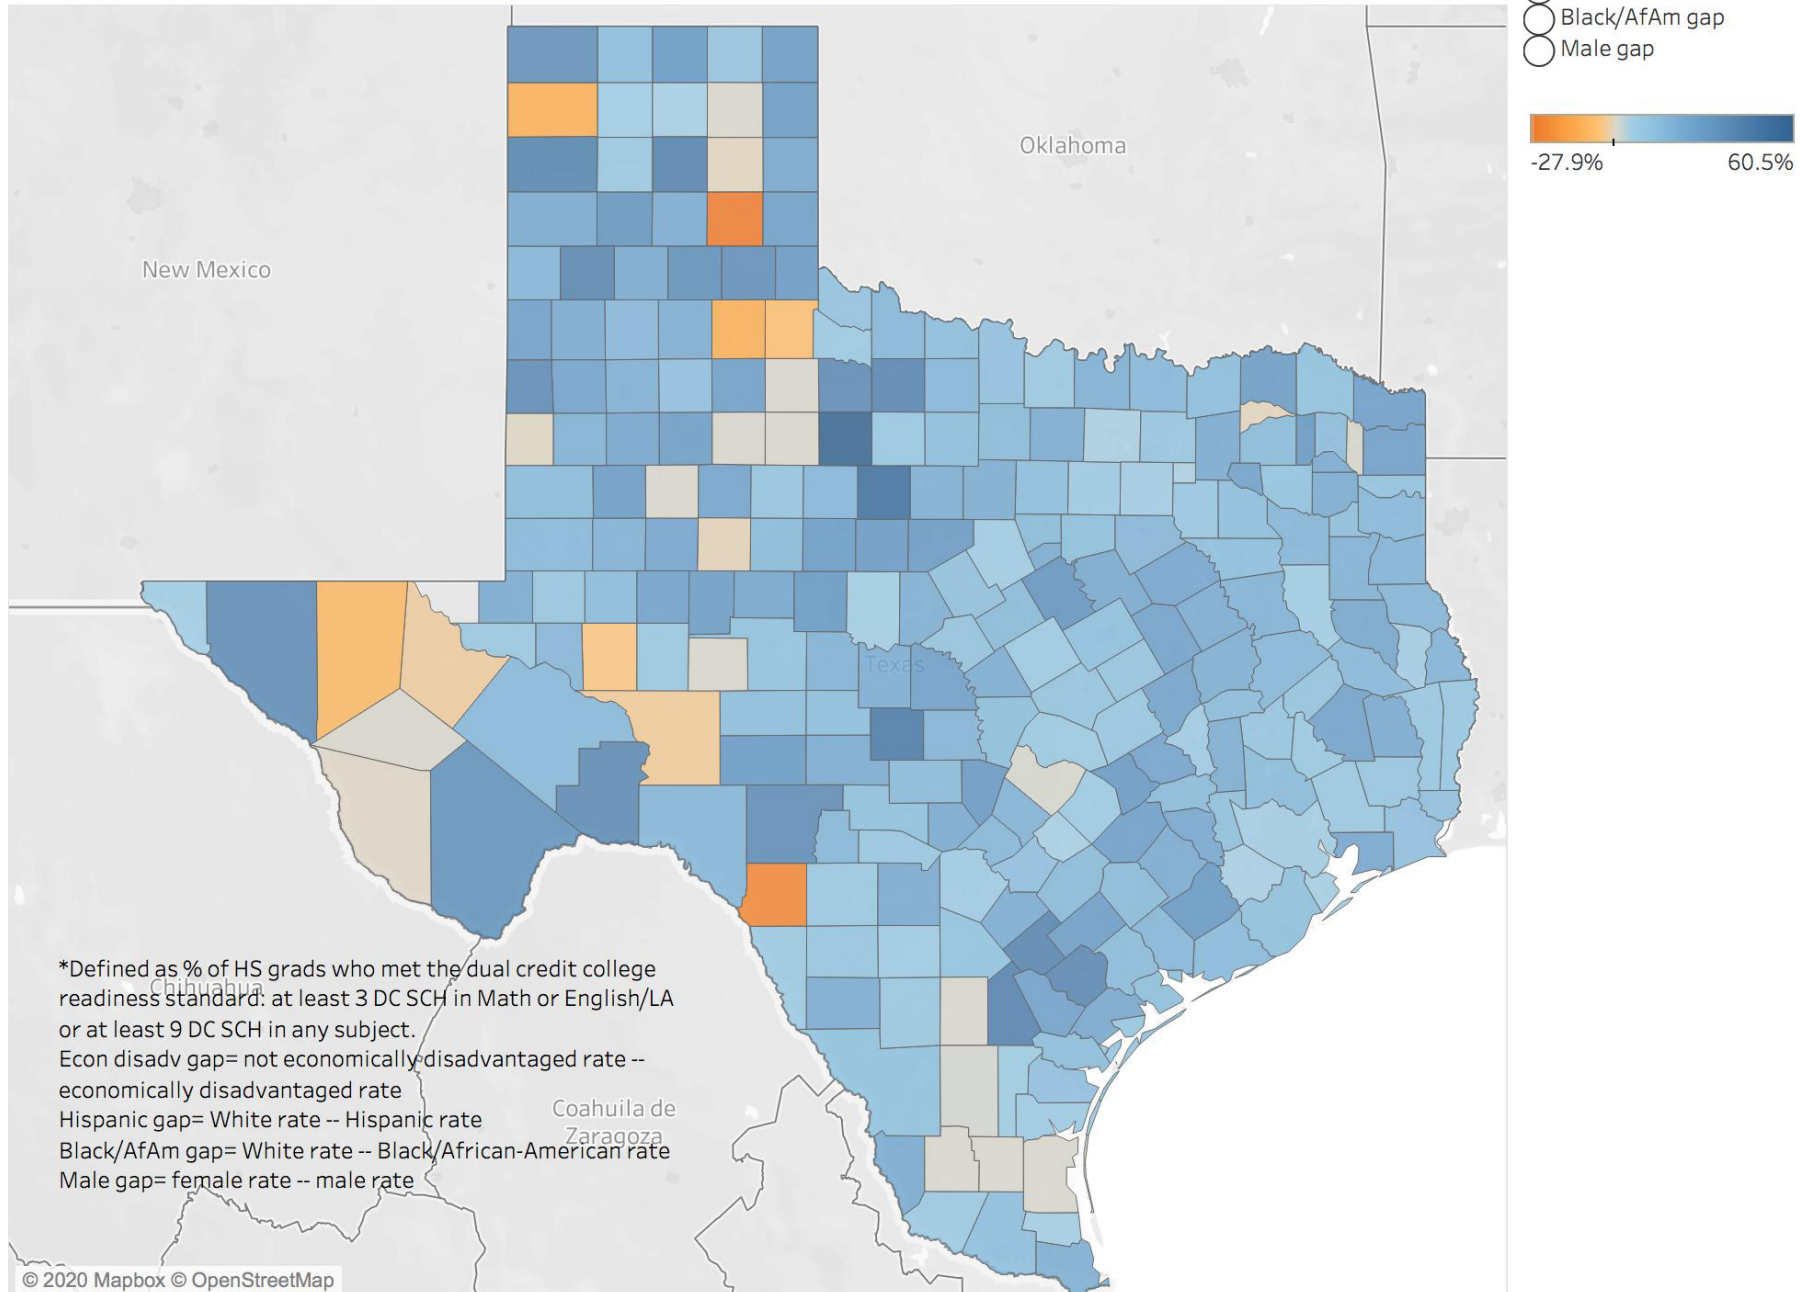 Black/AfAm gap
Male gap
-27.9%
60.5%
Oklahoma
New Mexico
Texas
*Defined as % of HS grads who met the dual credit college
Chihuahua
readiness standard: at least 3 DC SCH in Math or English/LA
or at least 9 DC SCH in any subject.
Econ disadv gap= not economically disadvantaged rate --
economically disadvantaged rate
Hispanic gap= White rate -- Hispanic rate
Black/AfAm gap= White rate -- Black/African-American rate
Male gap= female rate -- male rate
Coahuila de
Zaragoza
© 2020 Mapbox © OpenStreetMap